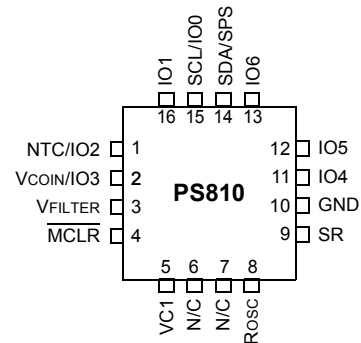 IO1
SCL/IO0
SDA/SPS
IO6
16 15 14 13
NTC/IO2 1
VCOIN/IO3 2
VFILTER 3
MCLR 4
PS810
12 IO5
11 IO4
10 GND
9 SR
5 6 7 8
VC1
N/C
N/C
ROSC